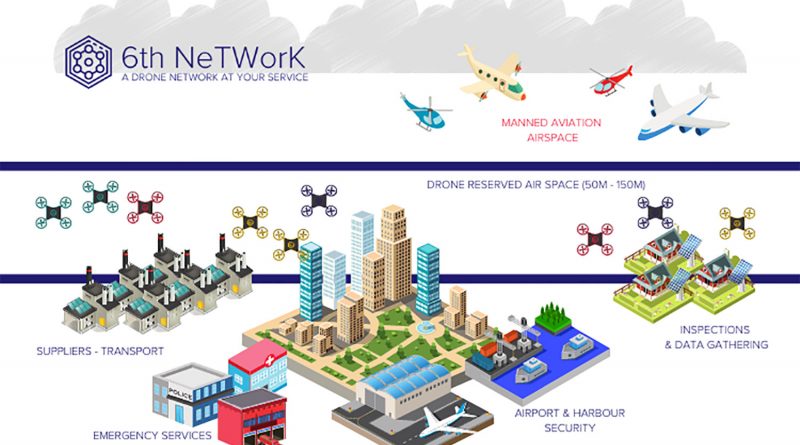 6th NeTWorK
A DRONE NETWORK AT YOUR SERVICE
MANNED AVIATION
AIRSPACE
DRONE RESERVED AIR SPACE (50M - 150M)
SUPPLIERS - TRANSPORT
INSPECTIONS
& DATA GATHERING
POLICE
AIRPORT & HARBOUR
SECURITY
EMERGENCY SERVICES